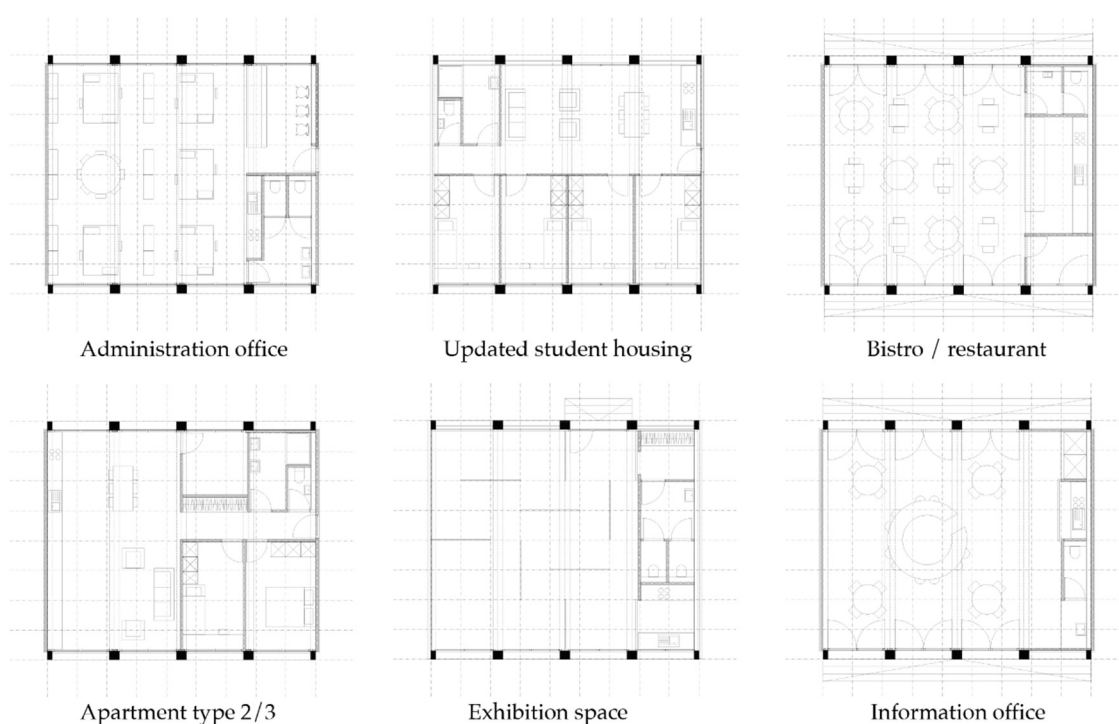 Administration office
Updated student housing
Bistro / restaurant
Apartment type 2/3
Exhibition space
Information office